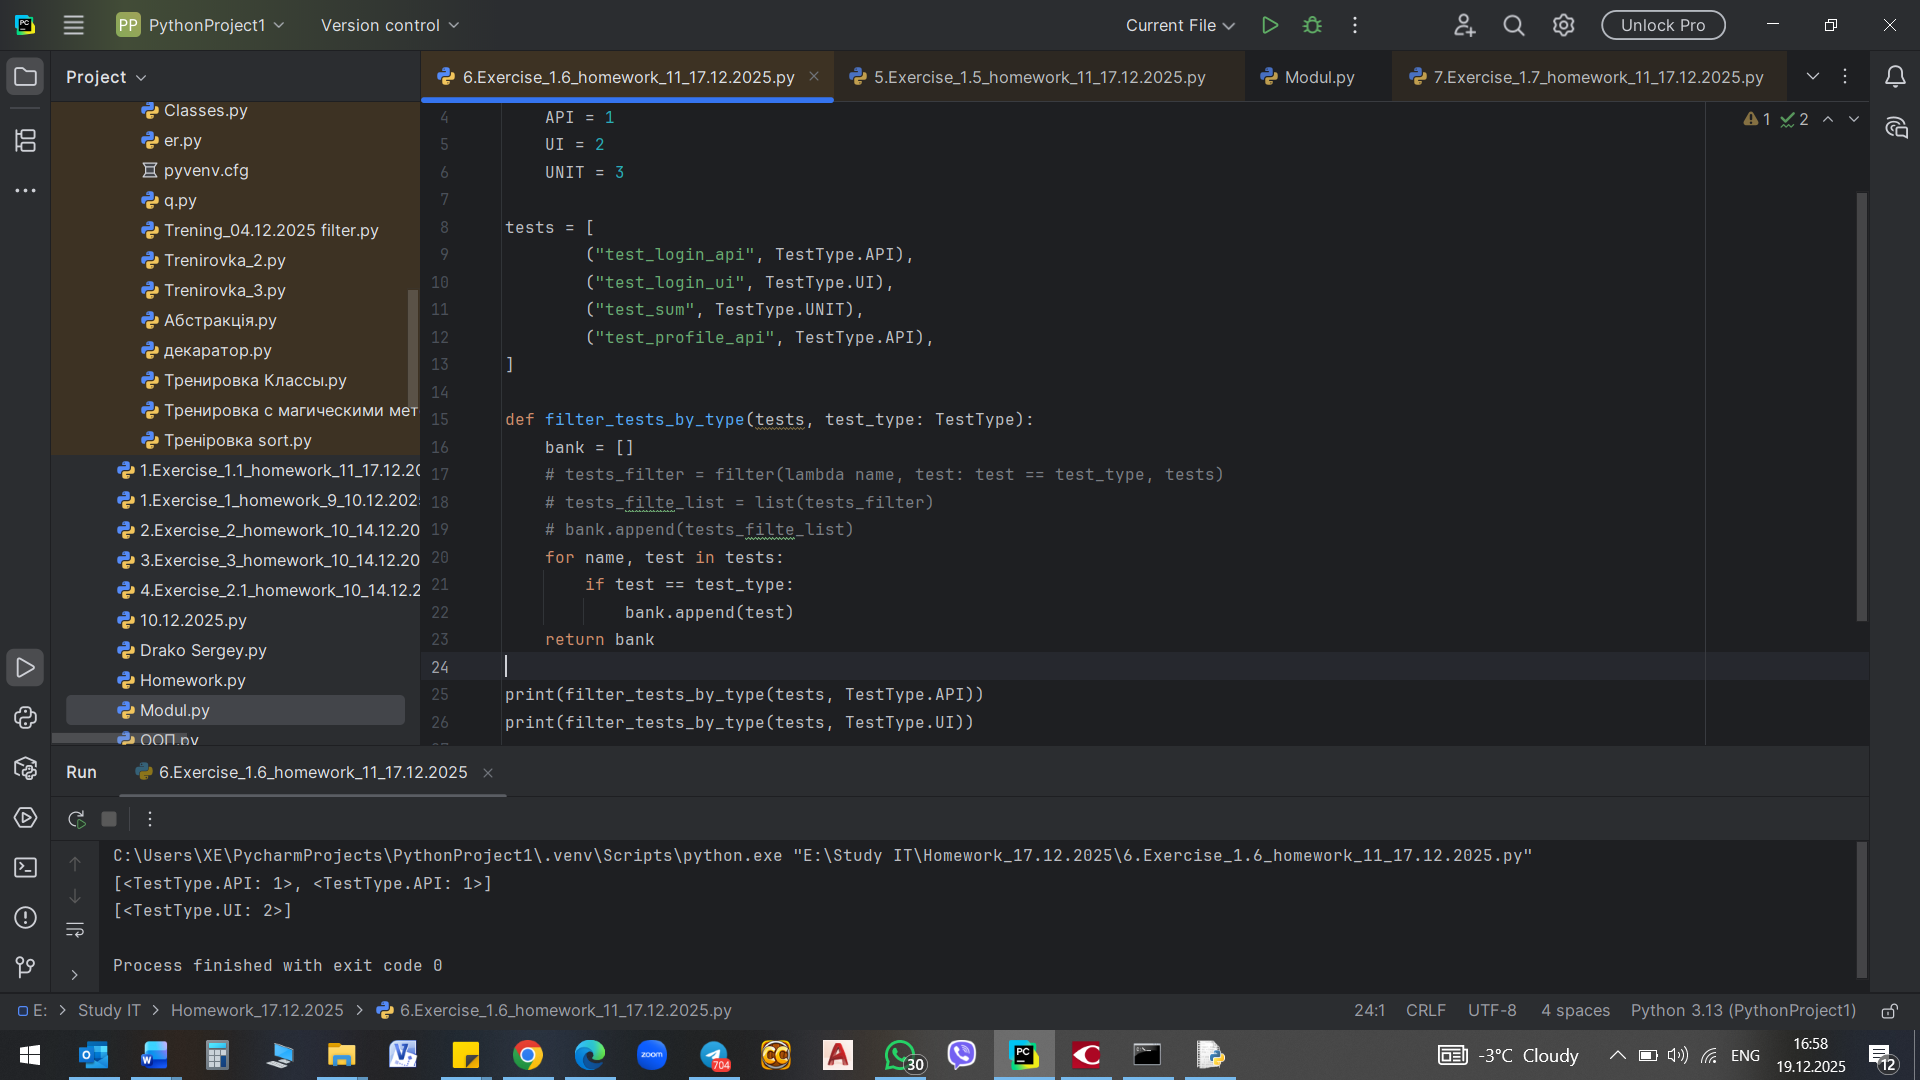 PC
PP PythonProject1
Version control
Current File
Unlock Pro
Project
6.Exercise_1.6_homework_11_17.12.2025.py
5.Exercise_1.5_homework_11_17.12.2025.py
Modul.py
7.Exercise_1.7_homework_11_17.12.2025.py
Classes.py
er.py
pyvenv.cfg
q.py
Trening_04.12.2025 filter.py
Trenirovka_2.py
Trenirovka_3.py
Абстракція.py
декаратор.py
Тренировка Классы.py
Тренировка с магическими мет
Треніровка sort.py
1.Exercise_1.1_homework_11_17.12.20
1.Exercise_1_homework_9_10.12.202
2.Exercise_2_homework_10_14.12.20
3.Exercise_3_homework_10_14.12.20
4.Exercise_2.1_homework_10_14.12.2
10.12.2025.py
Drako Sergey.py
Homework.py
Modul.py
ООП.py
1 2
4 API = 1
5 UI = 2
6 UNIT = 3
7
8 tests = [
9 ("test_login_api", TestType.API),
10 ("test_login_ui", TestType.UI),
11 ("test_sum", TestType.UNIT),
12 ("test_profile_api", TestType.API),
13 ]
14
15 def filter_tests_by_type(tests, test_type: TestType):
16 bank = []
17 # tests_filter = filter(lambda name, test: test == test_type, tests)
18 # tests_filte_list = list(tests_filter)
19 # bank.append(tests_filte_list)
20 for name, test in tests:
21 if test == test_type:
22 bank.append(test)
23 return bank
24
25 print(filter_tests_by_type(tests, TestType.API))
26 print(filter_tests_by_type(tests, TestType.UI))
Run
6.Exercise_1.6_homework_11_17.12.2025
C:\Users\XE\PycharmProjects\PythonProject1\.venv\Scripts\python.exe "E:\Study IT\Homework_17.12.2025\6.Exercise_1.6_homework_11_17.12.2025.py"
[<TestType.API: 1>, <TestType.API: 1>]
[<TestType.UI: 2>]
Process finished with exit code 0
E: > Study IT > Homework_17.12.2025 > 6.Exercise_1.6_homework_11_17.12.2025.py
24:1 CRLF UTF-8 4 spaces Python 3.13 (PythonProject1)
zoom
704
30
PC
-3°C Cloudy
ENG
16:58
19.12.2025
12